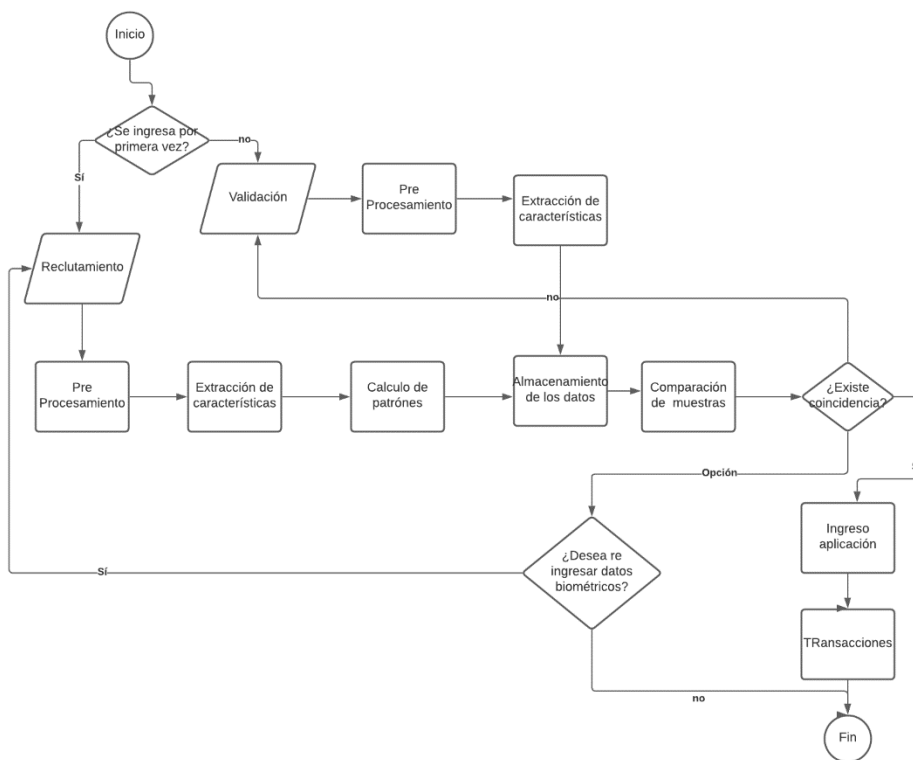 Inicio
¿Se ingresa por
primera vez?
no
Sí
Validación
Pre
Procesamiento
Extracción de
características
Reclutamiento
no
Pre
Procesamiento
Extracción de
características
Calculo de
patrónes
Almacenamiento
de los datos
Comparación
de muestras
¿Existe
coincidencia?
Opción
Ingreso
aplicación
¿Desea re
ingresar datos
biométricos?
Sí
TRansacciones
no
Fin